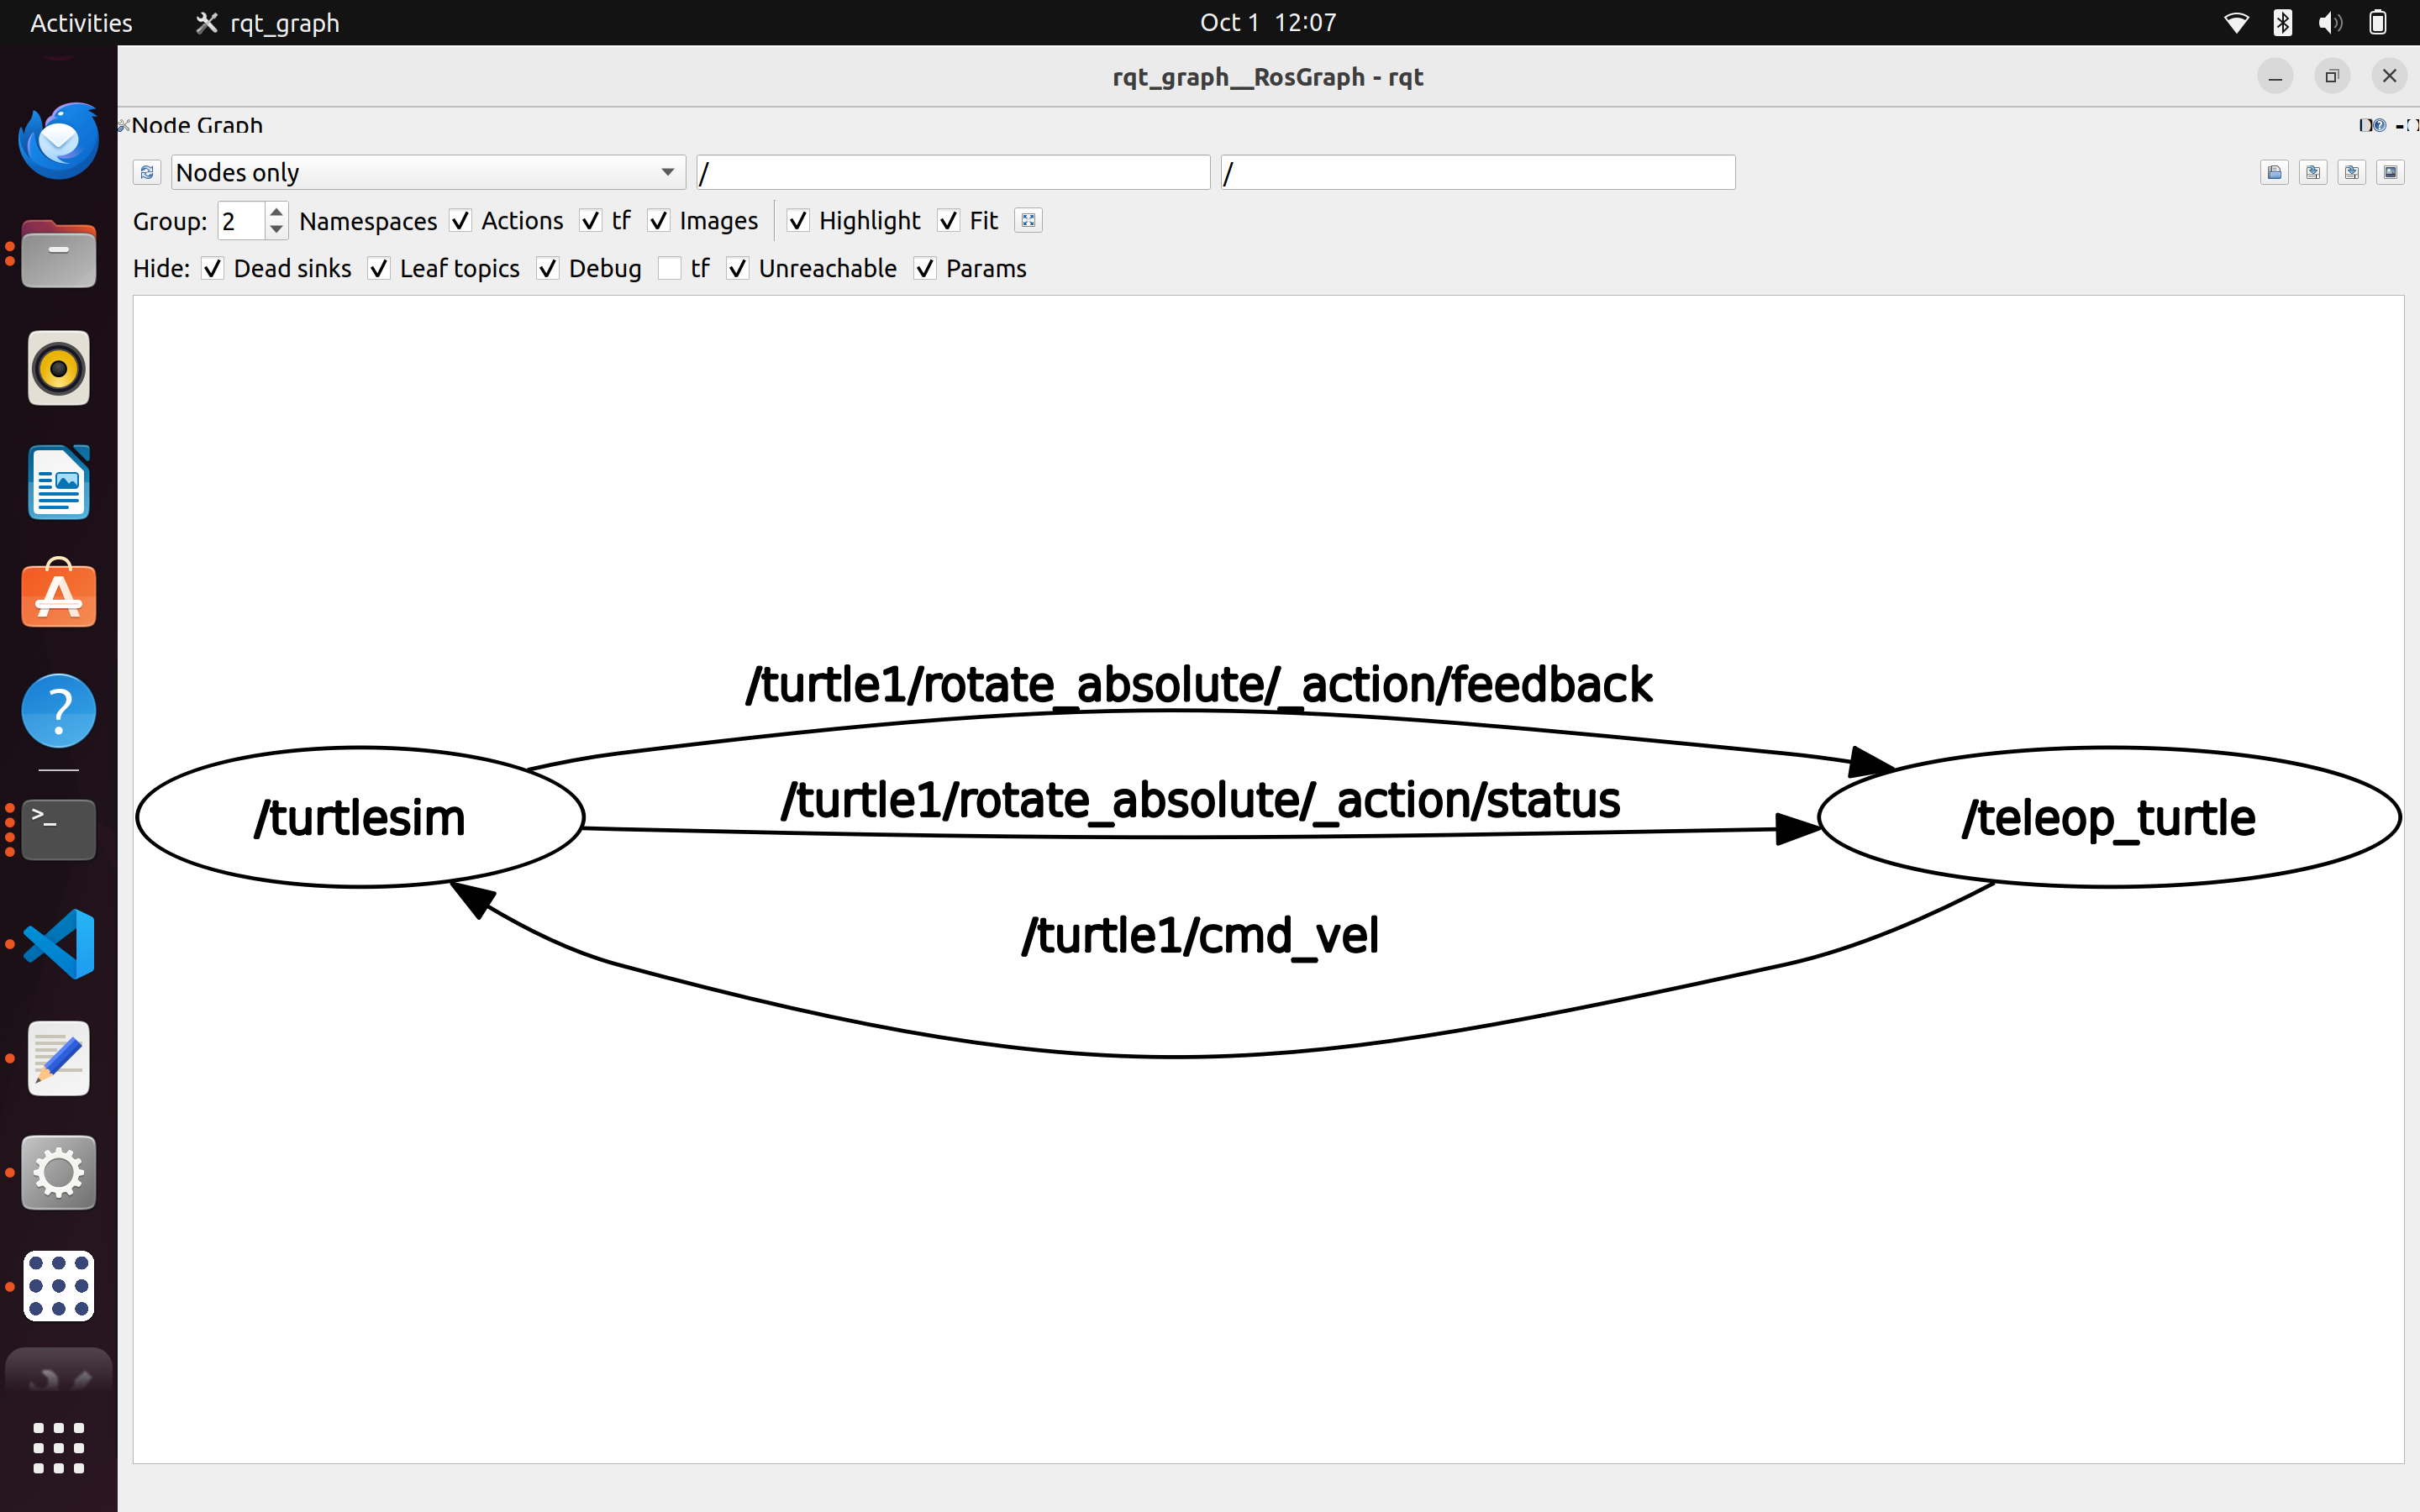 Activities rqt_graph Oct 1 12:07
rqt_graph__RosGraph - rqt
Node Graph
Nodes only / /
Group: 2 Namespaces Actions tf Images Highlight Fit
Hide: Dead sinks Leaf topics Debug tf Unreachable Params
/turtle1/rotate_absolute/_action/feedback
/turtle1/rotate_absolute/_action/status
/turtlesim /teleop_turtle
/turtle1/cmd_vel